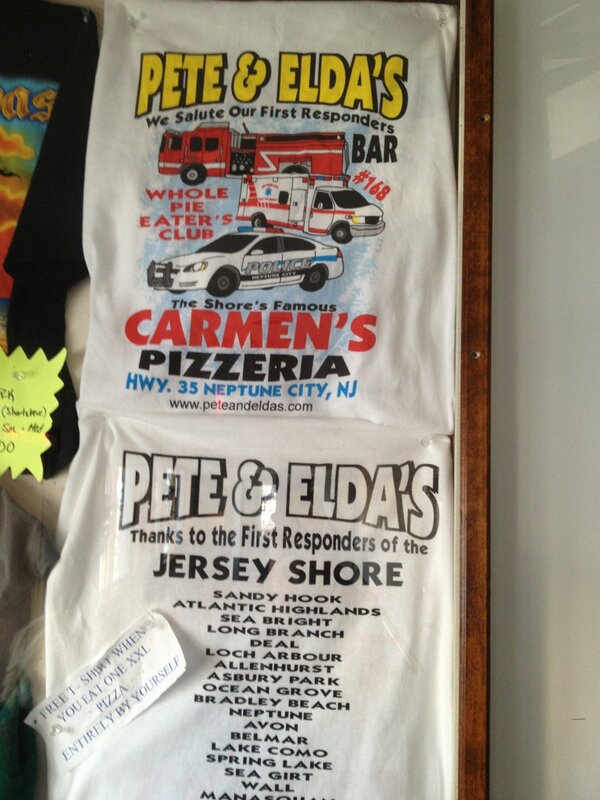 PETE & ELDA'S
We Salute Our First Responders
BAR
#168
WHOLE
PIE
EATER'S
CLUB
POLICE
NEPTUNE CITY
The Shore's Famous
CARMEN'S
PIZZERIA
HWY. 35 NEPTUNE CITY, NJ
www.peteandeldas.com
(Shortsleeve)
PETE & ELDA'S
Thanks to the First Responders of the
JERSEY SHORE
SANDY HOOK
ATLANTIC HIGHLANDS
SEA BRIGHT
LONG BRANCH
DEAL
LOCH ARBOUR
ALLENHURST
ASBURY PARK
OCEAN GROVE
BRADLEY BEACH
NEPTUNE
AVON
BELMAR
LAKE COMO
SPRING LAKE
SEA GIRT
WALL
MANASQUAN
FREE T-SHIRT WHEN
YOU EAT ONE XXL
PIZZA
ENTIRELY BY YOURSELF